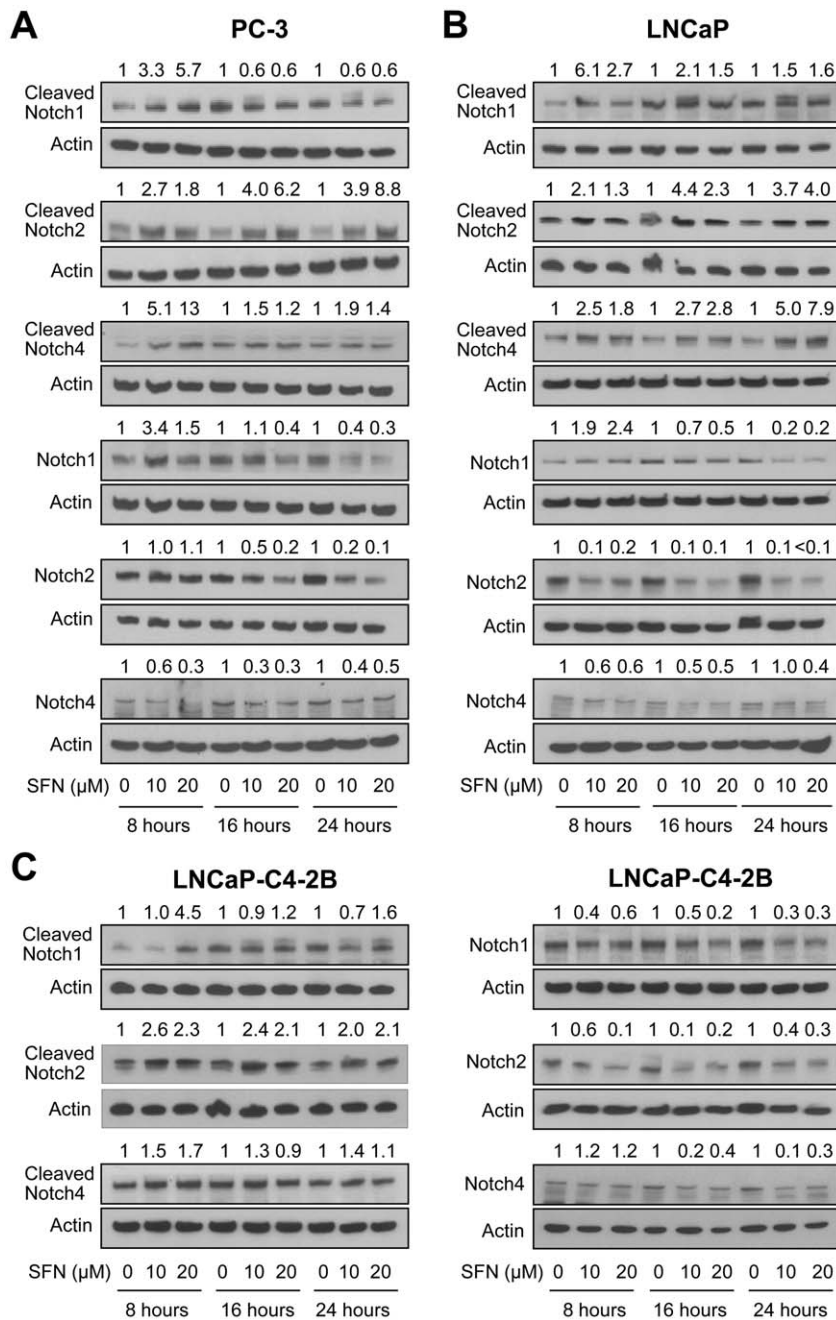 A
PC-3
1 3.3 5.7 1 0.6 0.6 1 0.6 0.6
Cleaved
Notch1
Actin
1 2.7 1.8 1 4.0 6.2 1 3.9 8.8
Cleaved
Notch2
Actin
1 5.1 13 1 1.5 1.2 1 1.9 1.4
Cleaved
Notch4
Actin
1 3.4 1.5 1 1.1 0.4 1 0.4 0.3
Notch1
Actin
1 1.0 1.1 1 0.5 0.2 1 0.2 0.1
Notch2
Actin
1 0.6 0.3 1 0.3 0.3 1 0.4 0.5
Notch4
Actin
SFN (µM) 0 10 20 0 10 20 0 10 20
8 hours 16 hours 24 hours
B
LNCaP
1 6.1 2.7 1 2.1 1.5 1 1.5 1.6
Cleaved
Notch1
Actin
1 2.1 1.3 1 4.4 2.3 1 3.7 4.0
Cleaved
Notch2
Actin
1 2.5 1.8 1 2.7 2.8 1 5.0 7.9
Cleaved
Notch4
Actin
1 1.9 2.4 1 0.7 0.5 1 0.2 0.2
Notch1
Actin
1 0.1 0.2 1 0.1 0.1 1 0.1 <0.1
Notch2
Actin
1 0.6 0.6 1 0.5 0.5 1 1.0 0.4
Notch4
Actin
SFN (µM) 0 10 20 0 10 20 0 10 20
8 hours 16 hours 24 hours
C
LNCaP-C4-2B
1 1.0 4.5 1 0.9 1.2 1 0.7 1.6
Cleaved
Notch1
Actin
1 2.6 2.3 1 2.4 2.1 1 2.0 2.1
Cleaved
Notch2
Actin
1 1.5 1.7 1 1.3 0.9 1 1.4 1.1
Cleaved
Notch4
Actin
SFN (µM) 0 10 20 0 10 20 0 10 20
8 hours 16 hours 24 hours
LNCaP-C4-2B
1 0.4 0.6 1 0.5 0.2 1 0.3 0.3
Notch1
Actin
1 0.6 0.1 1 0.1 0.2 1 0.4 0.3
Notch2
Actin
1 1.2 1.2 1 0.2 0.4 1 0.1 0.3
Notch4
Actin
SFN (µM) 0 10 20 0 10 20 0 10 20
8 hours 16 hours 24 hours